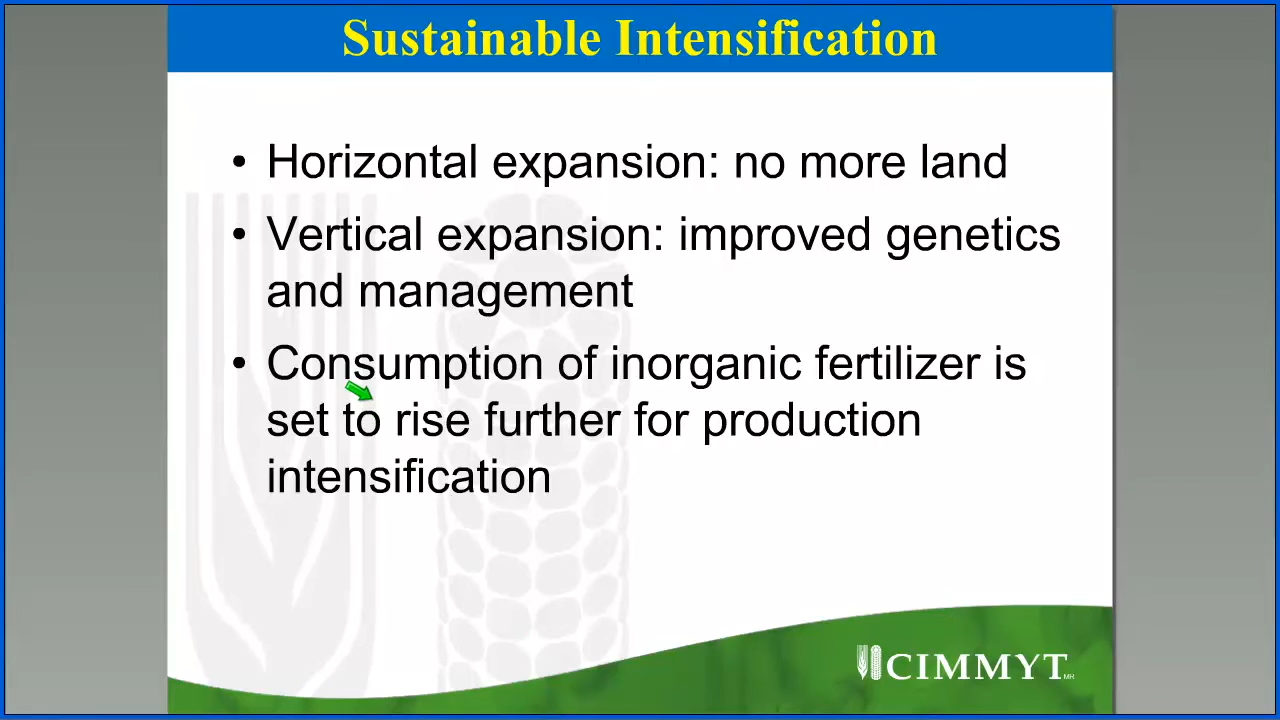 Sustainable Intensification
• Horizontal expansion: no more land
• Vertical expansion: improved genetics
and management
• Consumption of inorganic fertilizer is
set to rise further for production
intensification
CIMMYT MR